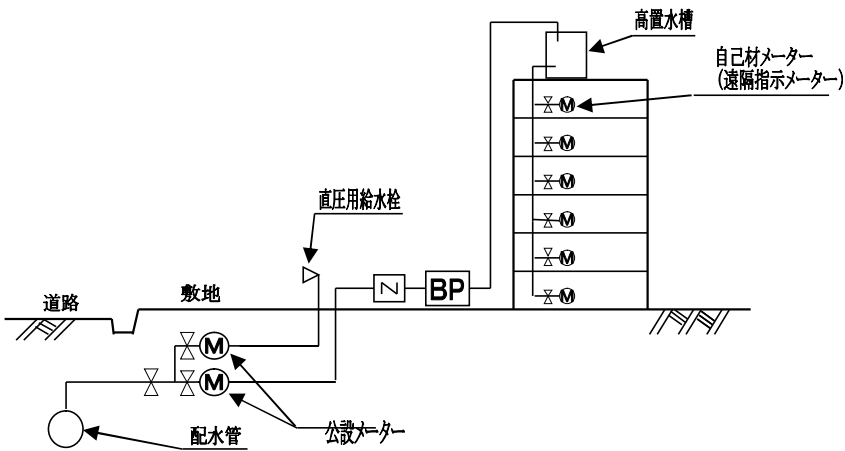 高置水槽
自己材メーター
(遠隔指示メーター)
M
M
M
M
M
M
直圧用給水栓
Z
BP
道路
敷地
M
M
配水管
公設メーター